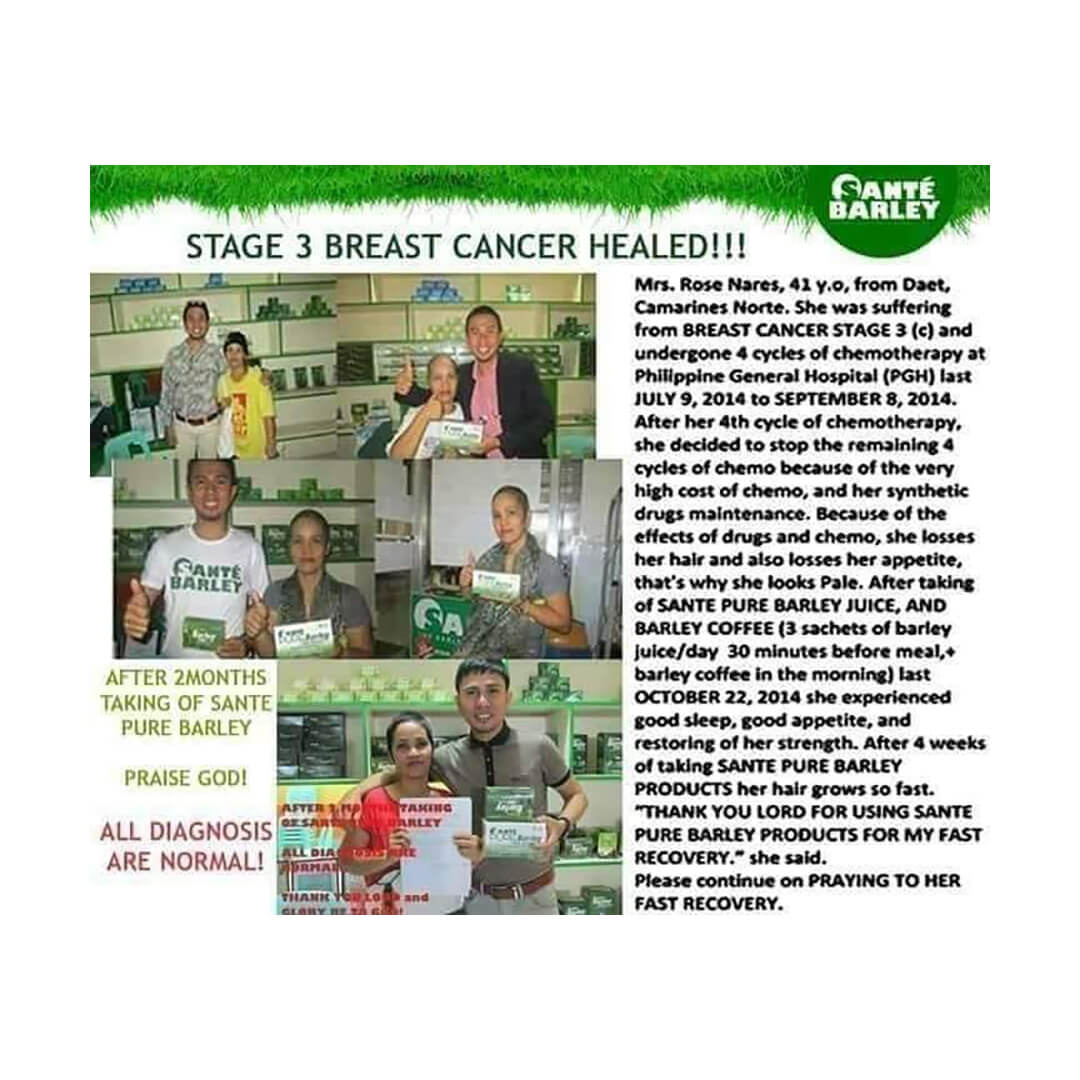 SANTÉ
BARLEY
STAGE 3 BREAST CANCER HEALED!!!
Mrs. Rose Nares, 41 y.o, from Daet,
Camarines Norte. She was suffering
from BREAST CANCER STAGE 3 (c) and
undergone 4 cycles of chemotherapy at
Philippine General Hospital (PGH) last
JULY 9, 2014 to SEPTEMBER 8, 2014.
After her 4th cycle of chemotherapy,
she decided to stop the remaining 4
cycles of chemo because of the very
high cost of chemo, and her synthetic
drugs maintenance. Because of the
effects of drugs and chemo, she losses
her hair and also losses her appetite,
that's why she looks Pale. After taking
of SANTE PURE BARLEY JUICE, AND
BARLEY COFFEE (3 sachets of barley
juice/day 30 minutes before meal,+
barley coffee in the morning) last
OCTOBER 22, 2014 she experienced
good sleep, good appetite, and
restoring of her strength. After 4 weeks
of taking SANTE PURE BARLEY
PRODUCTS her hair grows so fast.
"THANK YOU LORD FOR USING SANTE
PURE BARLEY PRODUCTS FOR MY FAST
RECOVERY." she said.
Please continue on PRAYING TO HER
FAST RECOVERY.
SANTÉ
BARLEY
SA
AFTER 2MONTHS
TAKING OF SANTE
PURE BARLEY
PRAISE GOD!
ALL DIAGNOSIS
ARE NORMAL!
AFTER TAKING
OF BARLEY
ALL ARE
THANK YOU LORD and
GLORY BE TO GOD!